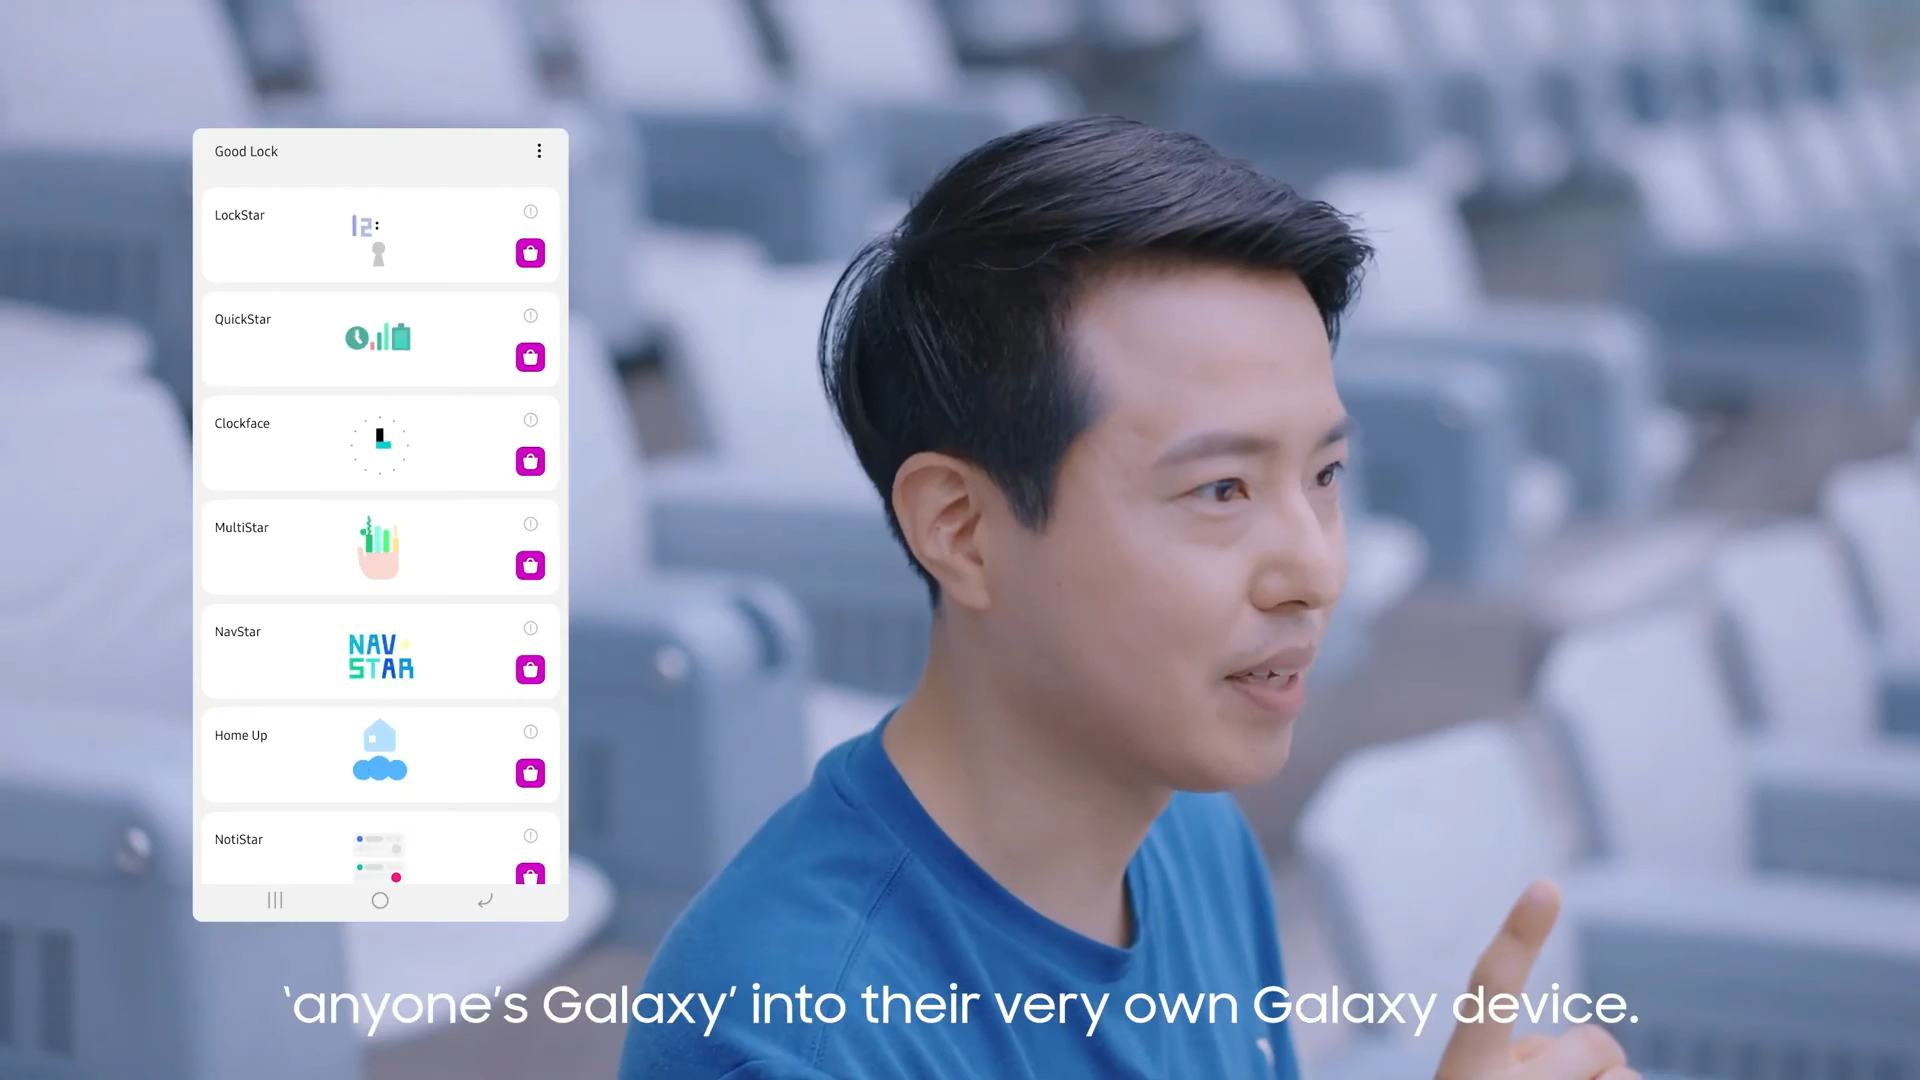 Good Lock
LockStar
12:
QuickStar
Clockface
MultiStar
NavStar
NAV
STAR
Home Up
NotiStar
‘anyone’s Galaxy’ into their very own Galaxy device.